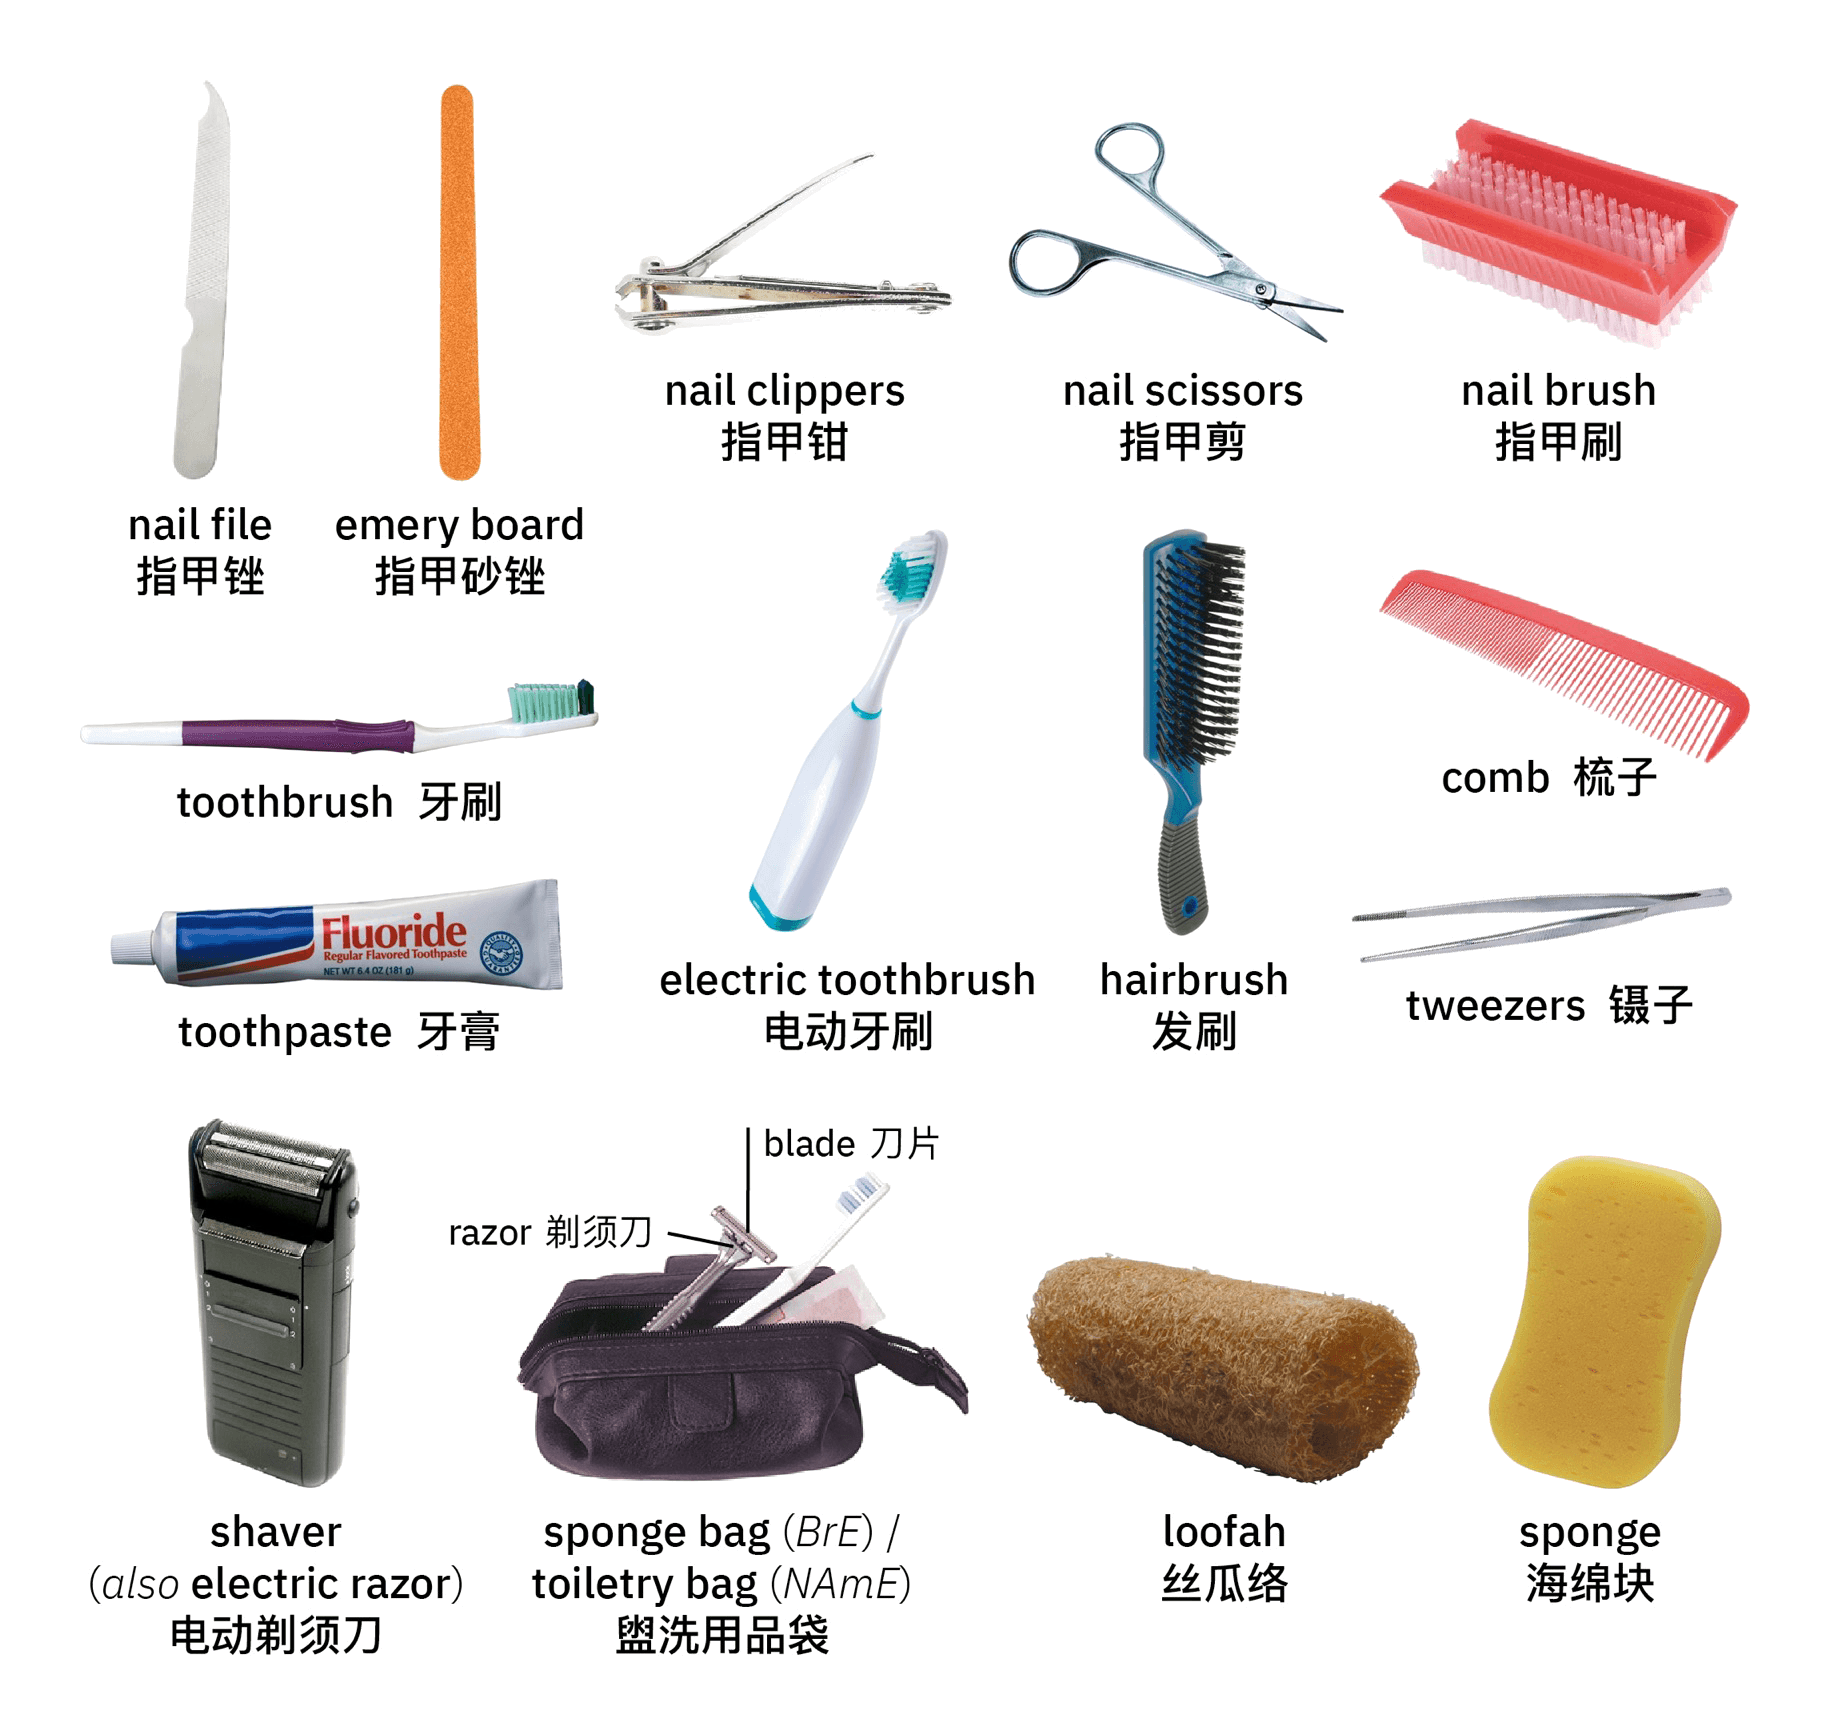 nail clippers
指甲钳
nail scissors
指甲剪
nail brush
指甲刷
nail file
指甲锉
emery board
指甲砂锉
toothbrush 牙刷
Fluoride
Regular Flavored Toothpaste
NET WT 6.4 OZ (181 g)
toothpaste 牙膏
electric toothbrush
电动牙刷
hairbrush
发刷
comb 梳子
tweezers 镊子
blade 刀片
razor 剃须刀
shaver
(also electric razor)
电动剃须刀
sponge bag (BrE) /
toiletry bag (NAmE)
盥洗用品袋
loofah
丝瓜络
sponge
海绵块